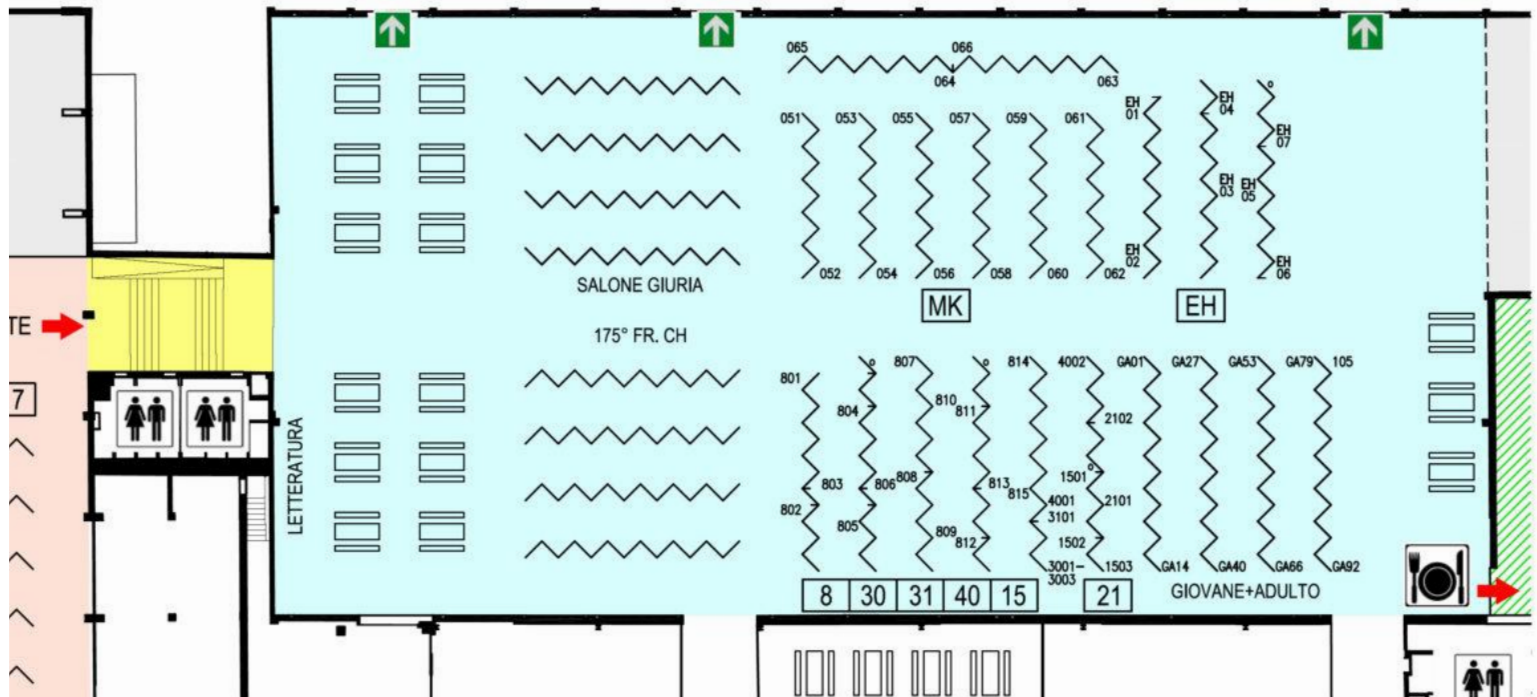 065
066
064
063
051
053
055
057
059
061
EH
01
EH
04
EH
07
EH
03
EH
05
EH
02
EH
06
052
054
056
058
060
062
SALONE GIURIA
MK
EH
175° FR. CH
TE
7
LETTERATURA
801
807
814
4002
GA01
GA27
GA53
GA79
105
804
810
811
2102
803
806
808
813
815
1501
4001
2101
802
805
3101
809
812
1502
3001-
3003
1503
GA14
GA40
GA66
GA92
8
30
31
40
15
21
GIOVANE+ADULTO